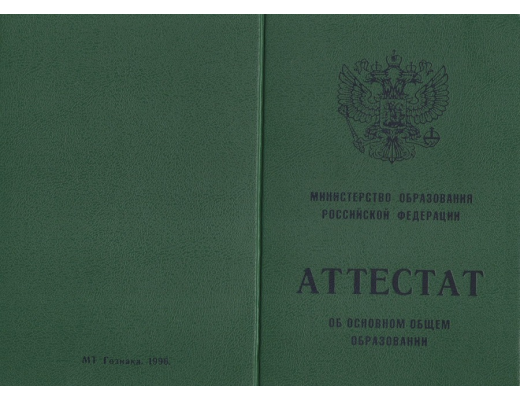 МИНИСТЕРСТВО ОБРАЗОВАНИЯ
РОССИЙСКОЙ ФЕДЕРАЦИИ
АТТЕСТАТ
ОБ ОСНОВНОМ ОБЩЕМ
ОБРАЗОВАНИИ
МТ Гознака. 1996.